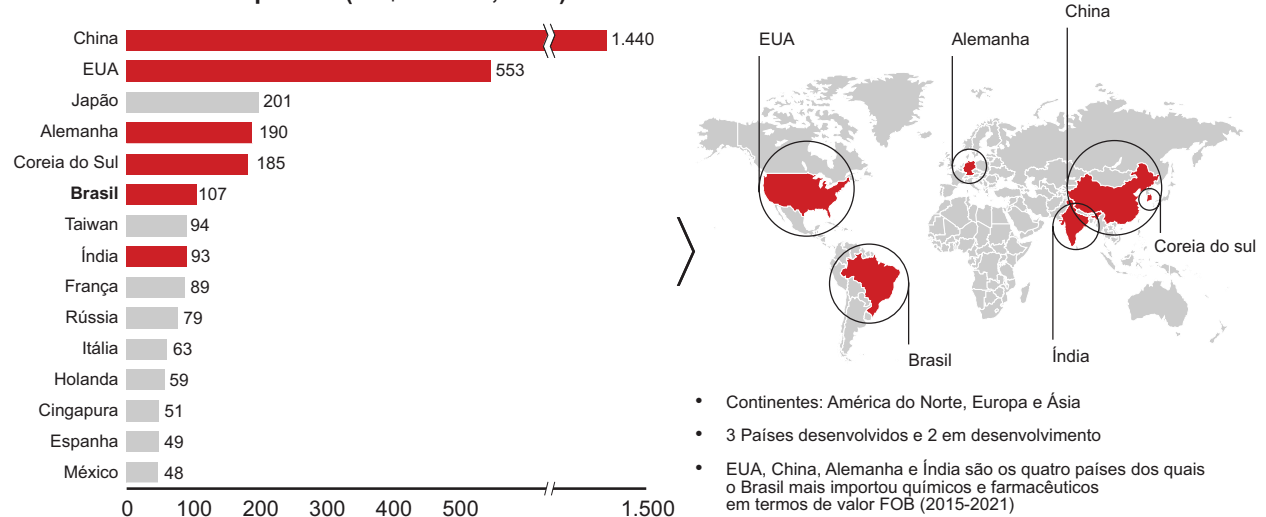 China
1.440
EUA
553
Japão
201
Alemanha
190
Coreia do Sul
185
Brasil
107
Taiwan
94
Índia
93
França
89
Rússia
79
Itália
63
Holanda
59
Cingapura
51
Espanha
49
México
48
0 100 200 300 400 500 1.500
China
EUA
Alemanha
Coreia do sul
Brasil
Índia
• Continentes: América do Norte, Europa e Ásia
• 3 Países desenvolvidos e 2 em desenvolvimento
• EUA, China, Alemanha e Índia são os quatro países dos quais
o Brasil mais importou químicos e farmacêuticos
em termos de valor FOB (2015-2021)